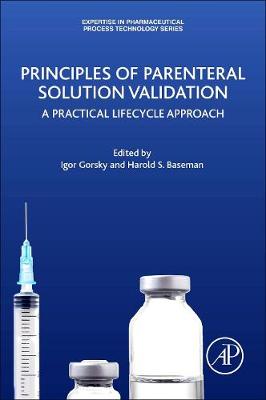 EXPERTISE IN PHARMACEUTICAL
PROCESS TECHNOLOGY SERIES
PRINCIPLES OF PARENTERAL
SOLUTION VALIDATION
A PRACTICAL LIFECYCLE APPROACH
Edited by
Igor Gorsky and Harold S. Baseman
AP